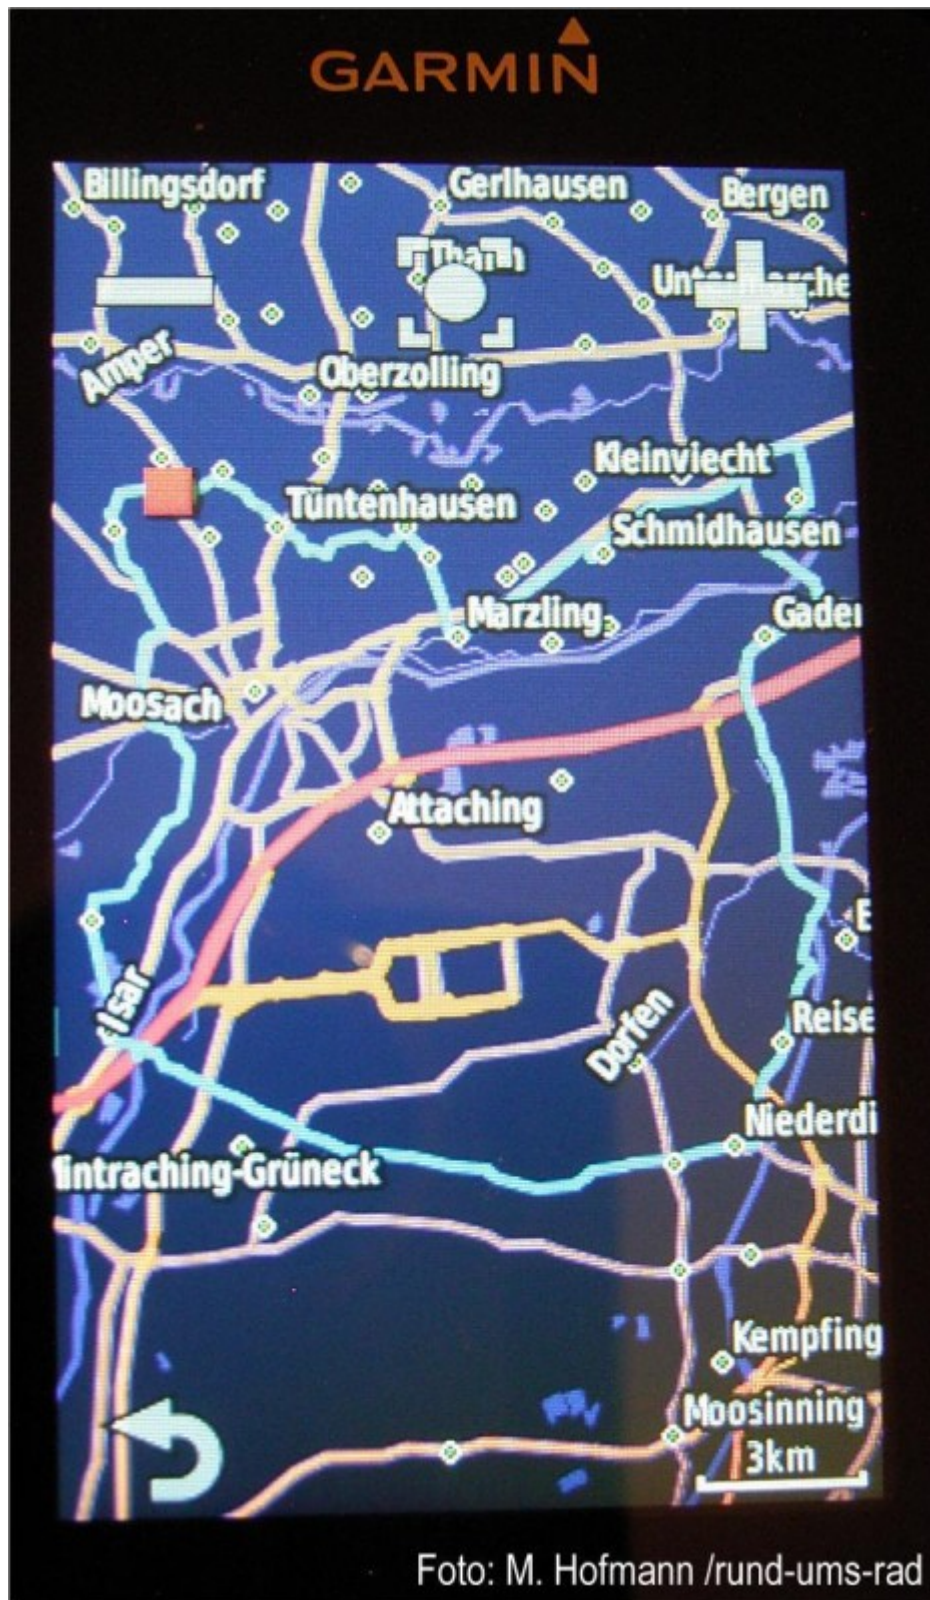 GARMIN
Billingsdorf
Gerlhausen
Bergen
Amper
Oberzolling
Kleinviecht
Tüntenhausen
Schmidhausen
Marzling
Gaden
Moosach
Attaching
E
Isar
Reise
Dorfen
Niederdi
intraching-Grüneck
Kempfing
Moosinning
3km
Foto: M. Hofmann /rund-ums-rad